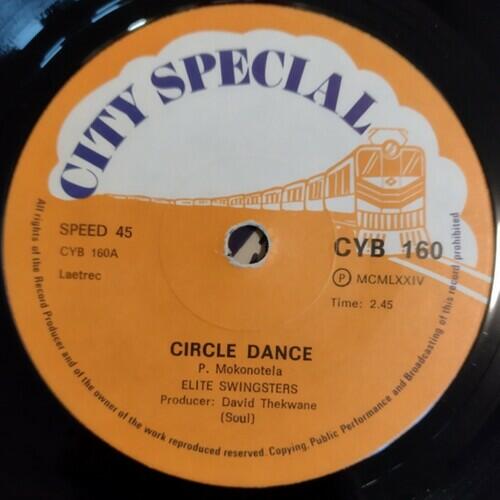 CITY SPECIAL
SPEED 45
CYB 160A
Laetrec
CYB 160
Ⓟ MCMLXXIV
Time: 2.45
CIRCLE DANCE
P. Mokonotela
ELITE SWINGSTERS
Producer: David Thekwane
(Soul)
All rights of the Record Producer and of the owner of the work reproduced reserved. Copying, Public Performance and Broadcasting of this record prohibited